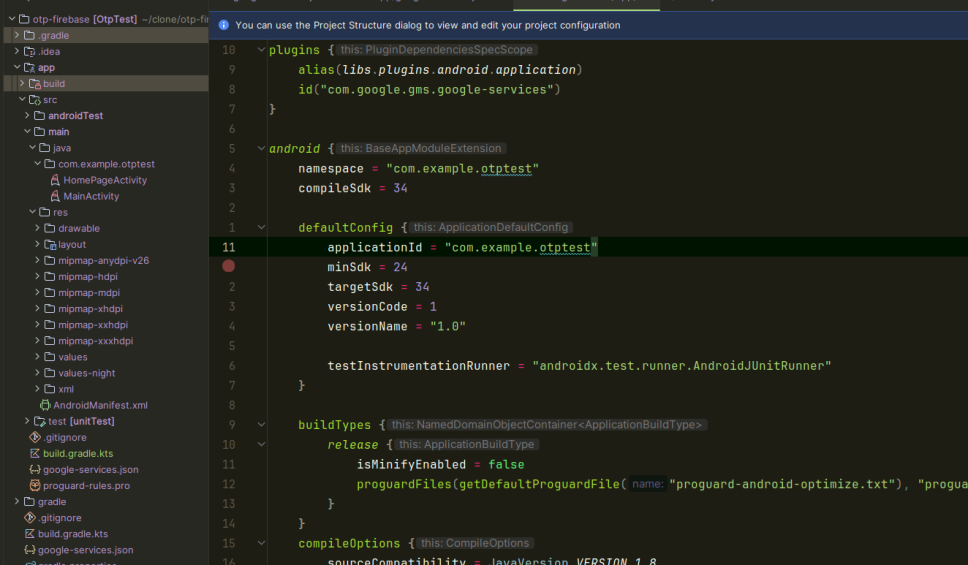 otp-firebase [OtpTest] ~/clone/otp-fi
.gradle
.idea
app
build
src
androidTest
main
java
com.example.otptest
HomePageActivity
MainActivity
res
drawable
layout
mipmap-anydpi-v26
mipmap-hdpi
mipmap-mdpi
mipmap-xhdpi
mipmap-xxhdpi
mipmap-xxxhdpi
values
values-night
xml
AndroidManifest.xml
test [unitTest]
.gitignore
build.gradle.kts
google-services.json
proguard-rules.pro
gradle
.gitignore
build.gradle.kts
google-services.json
gradle.properties
You can use the Project Structure dialog to view and edit your project configuration
10 plugins { this: PluginDependenciesSpecScope
9 alias(libs.plugins.android.application)
8 id("com.google.gms.google-services")
7 }
6
5 android { this: BaseAppModuleExtension
4 namespace = "com.example.otptest"
3 compileSdk = 34
2
1 defaultConfig { this: ApplicationDefaultConfig
11 applicationId = "com.example.otptest"
minSdk = 24
2 targetSdk = 34
3 versionCode = 1
4 versionName = "1.0"
5
6 testInstrumentationRunner = "androidx.test.runner.AndroidJUnitRunner"
7 }
8
9 buildTypes { this: NamedDomainObjectContainer<ApplicationBuildType>
10 release { this: ApplicationBuildType
11 isMinifyEnabled = false
12 proguardFiles(getDefaultProguardFile( name: "proguard-android-optimize.txt"), "progua
13 }
14 }
15 compileOptions { this: CompileOptions
16 sourceCompatibility = JavaVersion.VERSION_1_8